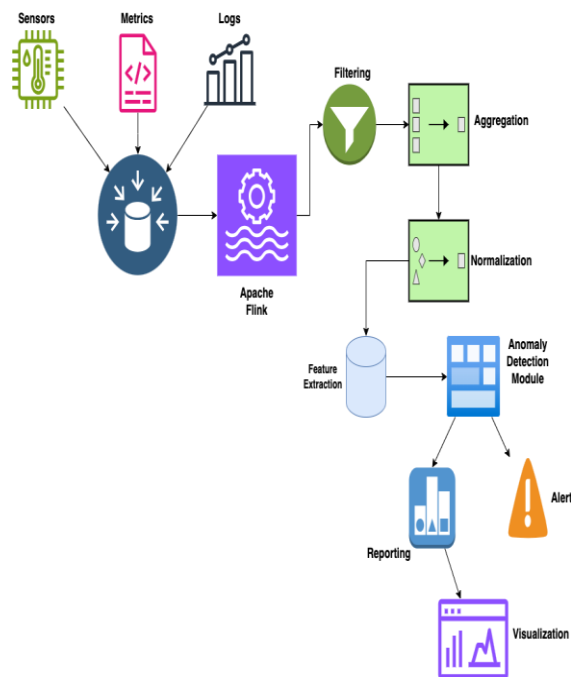 Sensors
Metrics
Logs
Filtering
Aggregation
Apache
Flink
Normalization
Feature
Extraction
Anomaly
Detection
Module
Alert
Reporting
Visualization